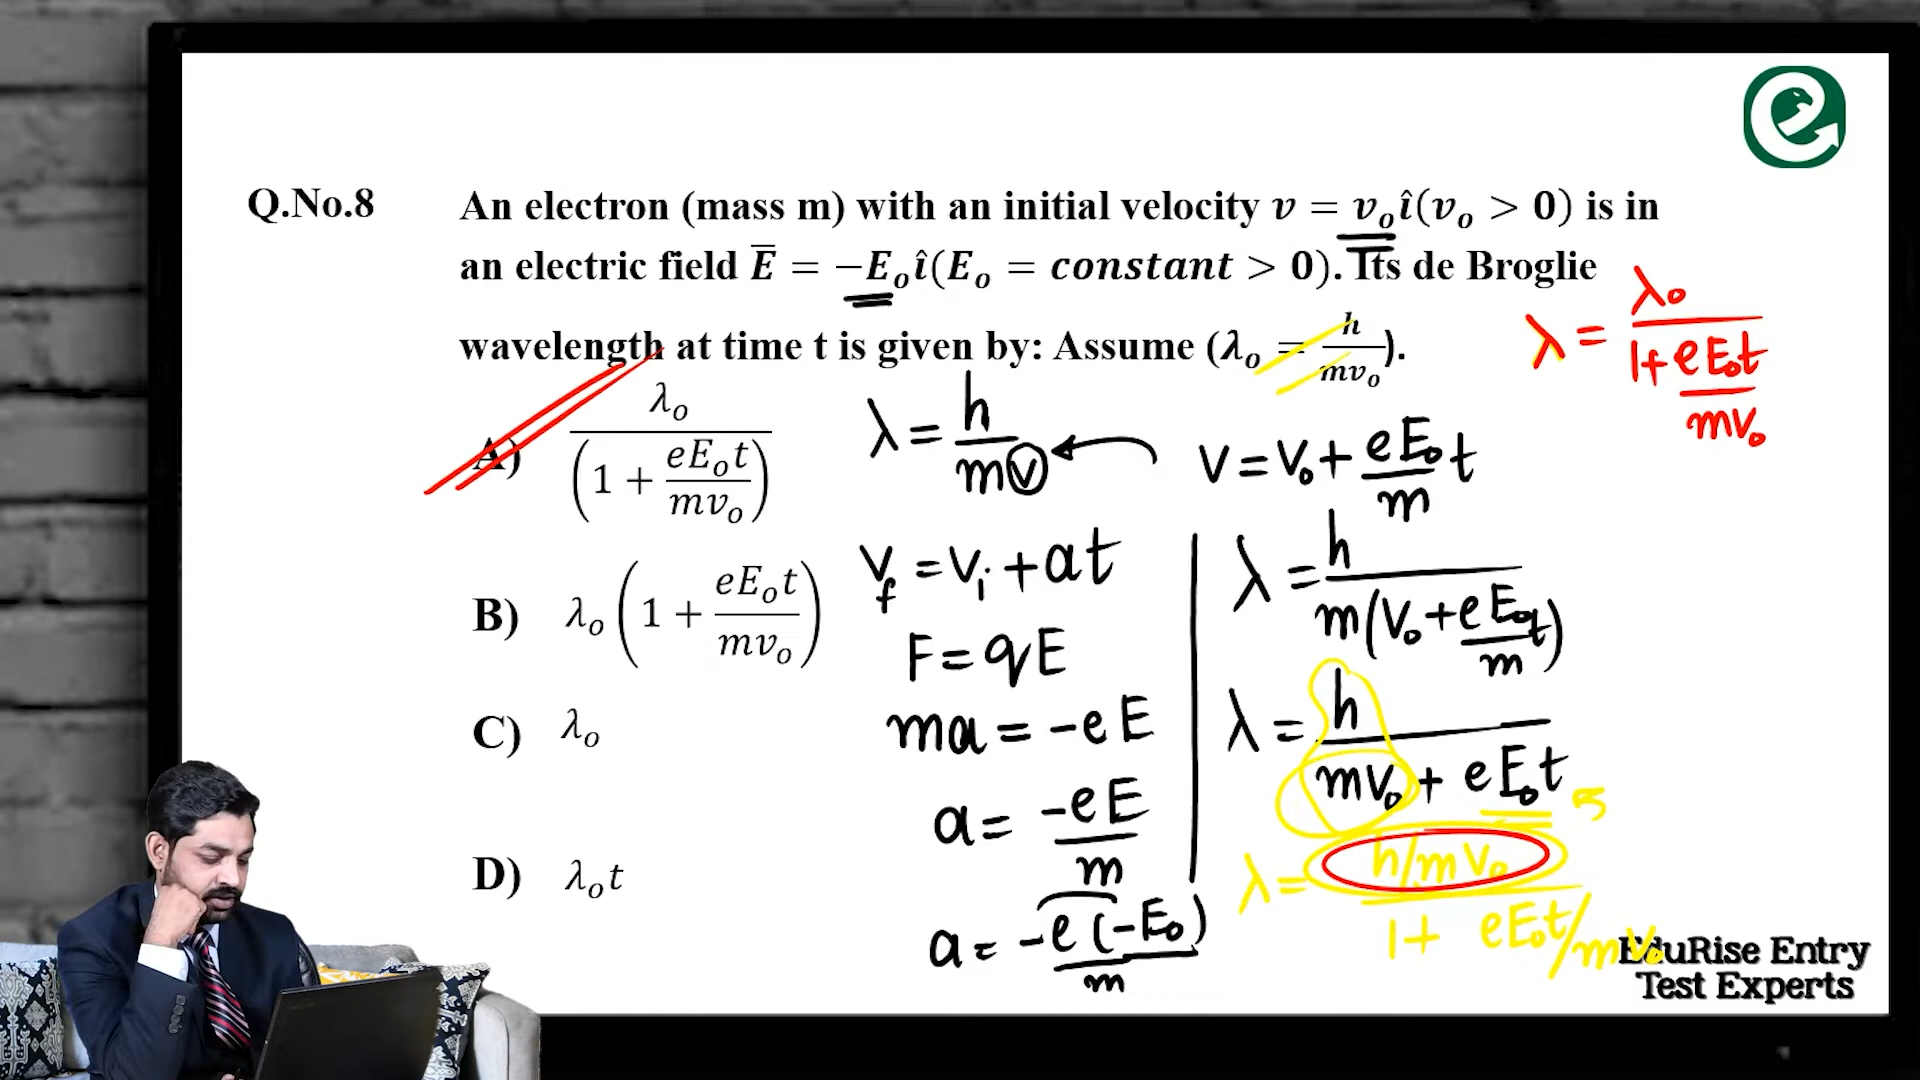 Q.No.8 An electron (mass m) with an initial velocity v = v₀î(v₀ > 0) is in
an electric field E̅ = −E₀î(E₀ = constant > 0). Its de Broglie
wavelength at time t is given by: Assume (λ₀ = h/mv₀).
A) λ₀/(1 + eE₀t/mv₀)
B) λ₀(1 + eE₀t/mv₀)
C) λ₀
D) λ₀t
λ = h/mv
V_f = V_i + at
F = qE
ma = -eE
a = -eE/m
a = -e(-E₀)/m
V = V₀ + eE₀/m t
λ = h/m(V₀ + eE₀t/m)
λ = h/mV₀ + eE₀t
λ = h/mV₀/1 + eE₀t/mV₀
λ = λ₀/1 + eE₀t/mV₀
EduRise Entry
Test Experts